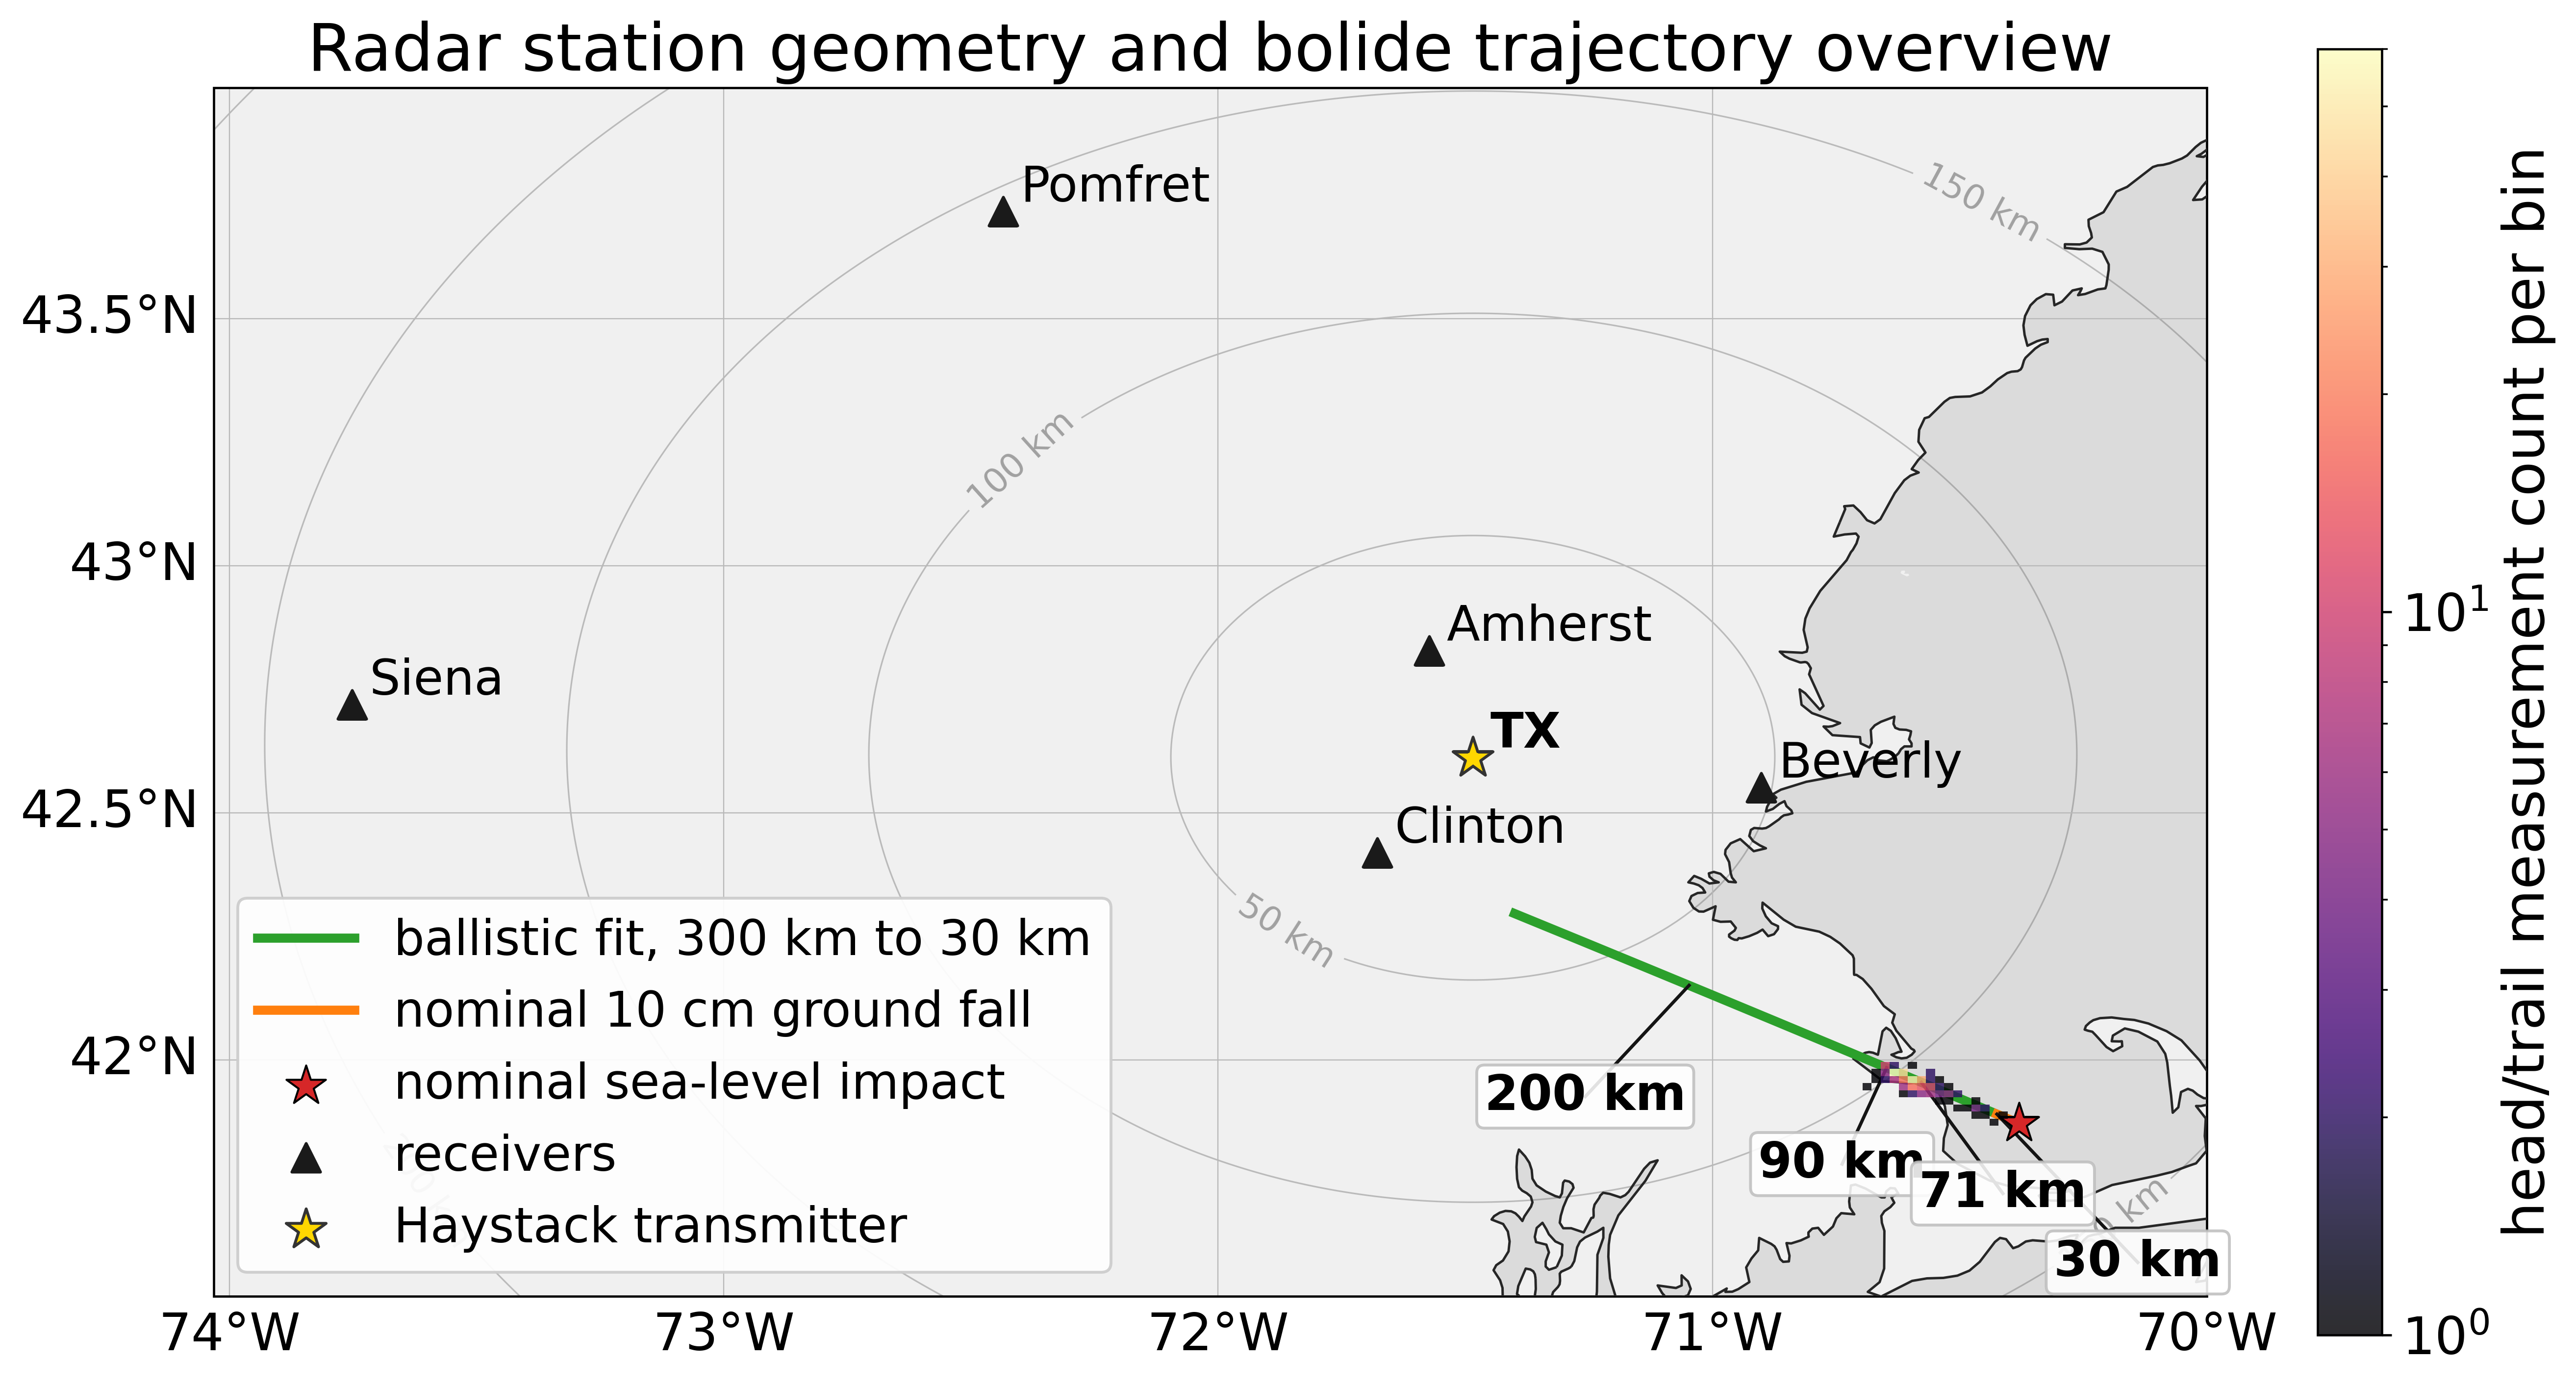 Radar station geometry and bolide trajectory overview
Pomfret
150 km
43.5°N
100 km
43°N
Amherst
Siena
TX
Beverly
42.5°N
Clinton
50 km
ballistic fit, 300 km to 30 km
nominal 10 cm ground fall
nominal sea-level impact
receivers
Haystack transmitter
42°N
200 km
90 km
71 km
km
30 km
74°W
73°W
72°W
71°W
70°W
10¹
10⁰
head/trail measurement count per bin